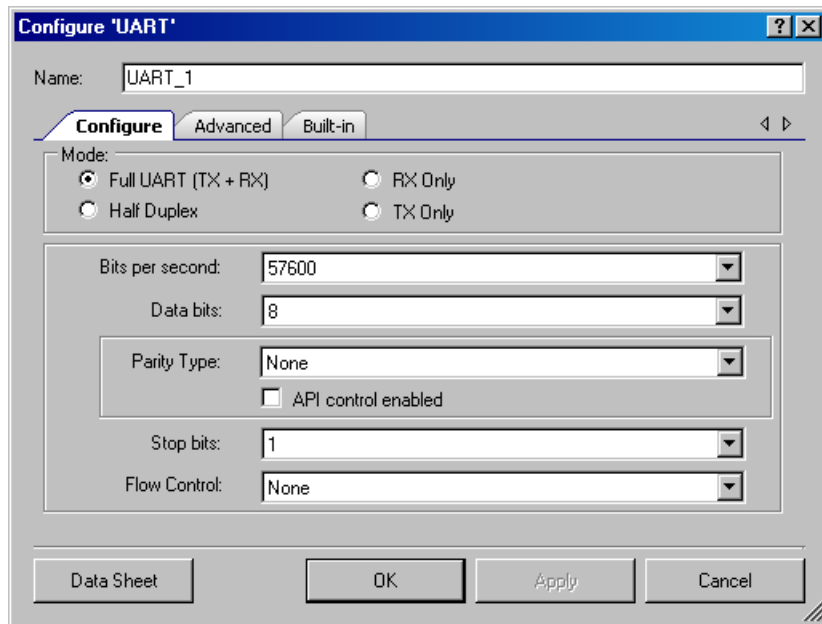 Configure 'UART'
Name: UART_1
Configure Advanced Built-in
Mode:
Full UART (TX + RX) RX Only
Half Duplex TX Only
Bits per second: 57600
Data bits: 8
Parity Type: None
API control enabled
Stop bits: 1
Flow Control: None
Data Sheet OK Apply Cancel